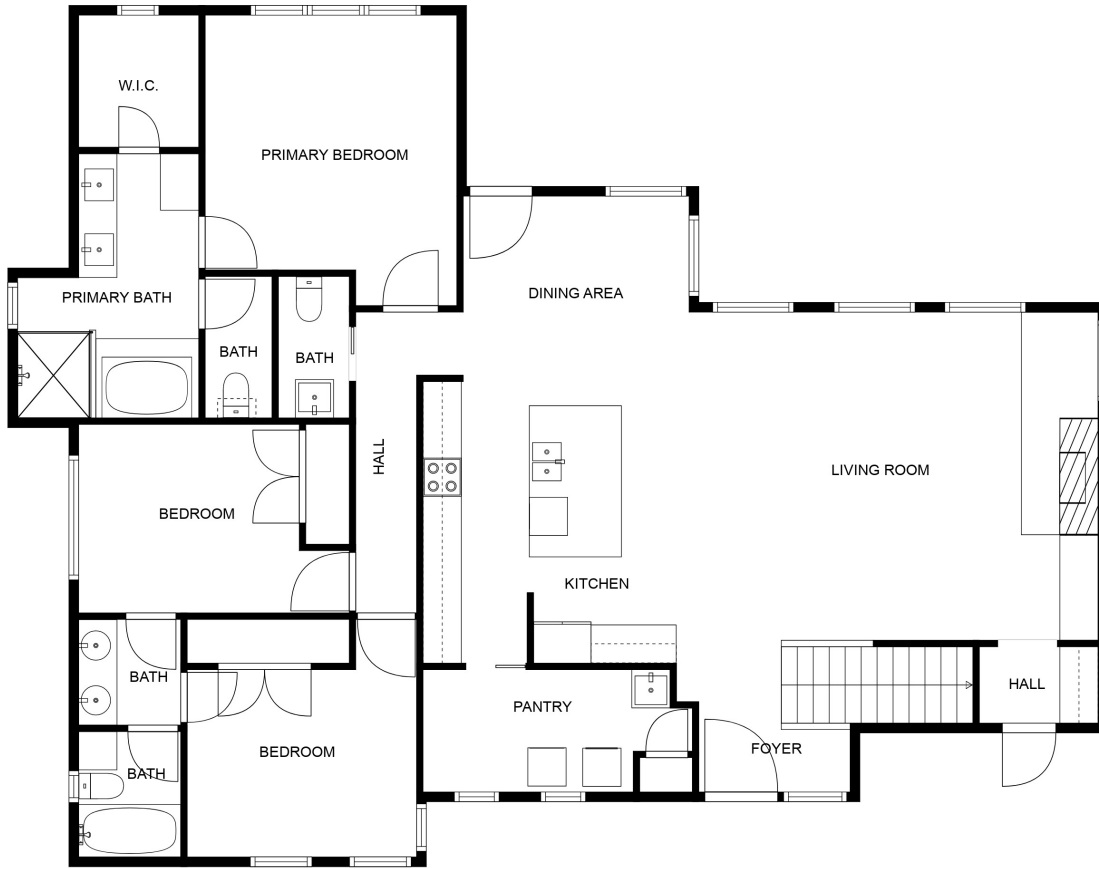 W.I.C.
PRIMARY BEDROOM
PRIMARY BATH
DINING AREA
BATH
BATH
HALL
LIVING ROOM
BEDROOM
KITCHEN
BATH
HALL
PANTRY
BEDROOM
FOYER
BATH